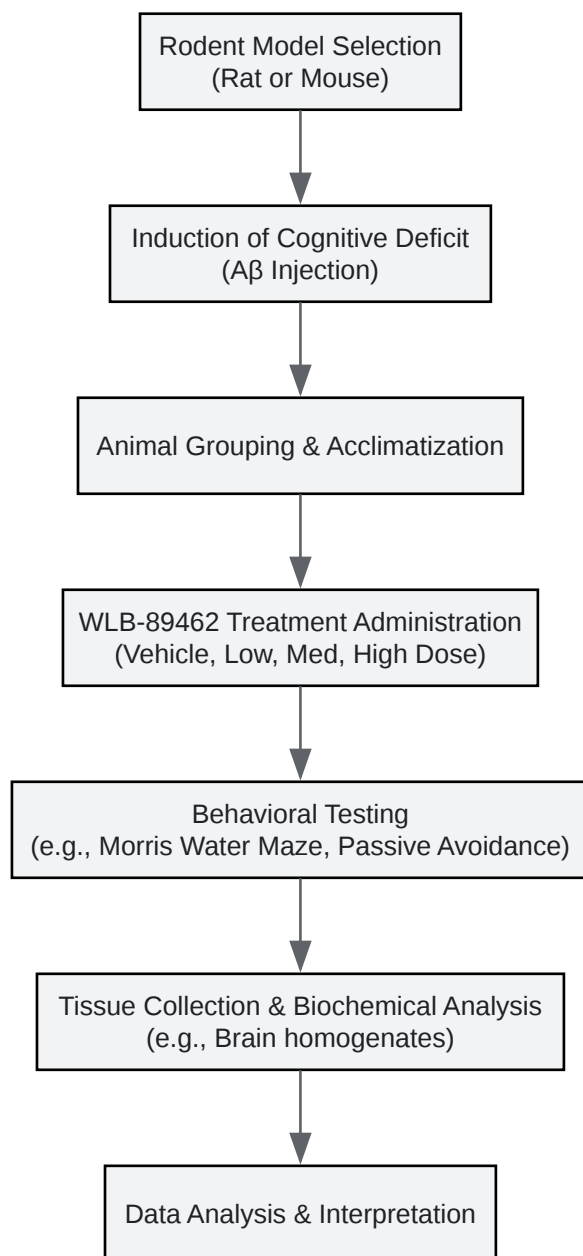 Rodent Model Selection
(Rat or Mouse)
Induction of Cognitive Deficit
(Aβ Injection)
Animal Grouping & Acclimatization
WLB-89462 Treatment Administration
(Vehicle, Low, Med, High Dose)
Behavioral Testing
(e.g., Morris Water Maze, Passive Avoidance)
Tissue Collection & Biochemical Analysis
(e.g., Brain homogenates)
Data Analysis & Interpretation